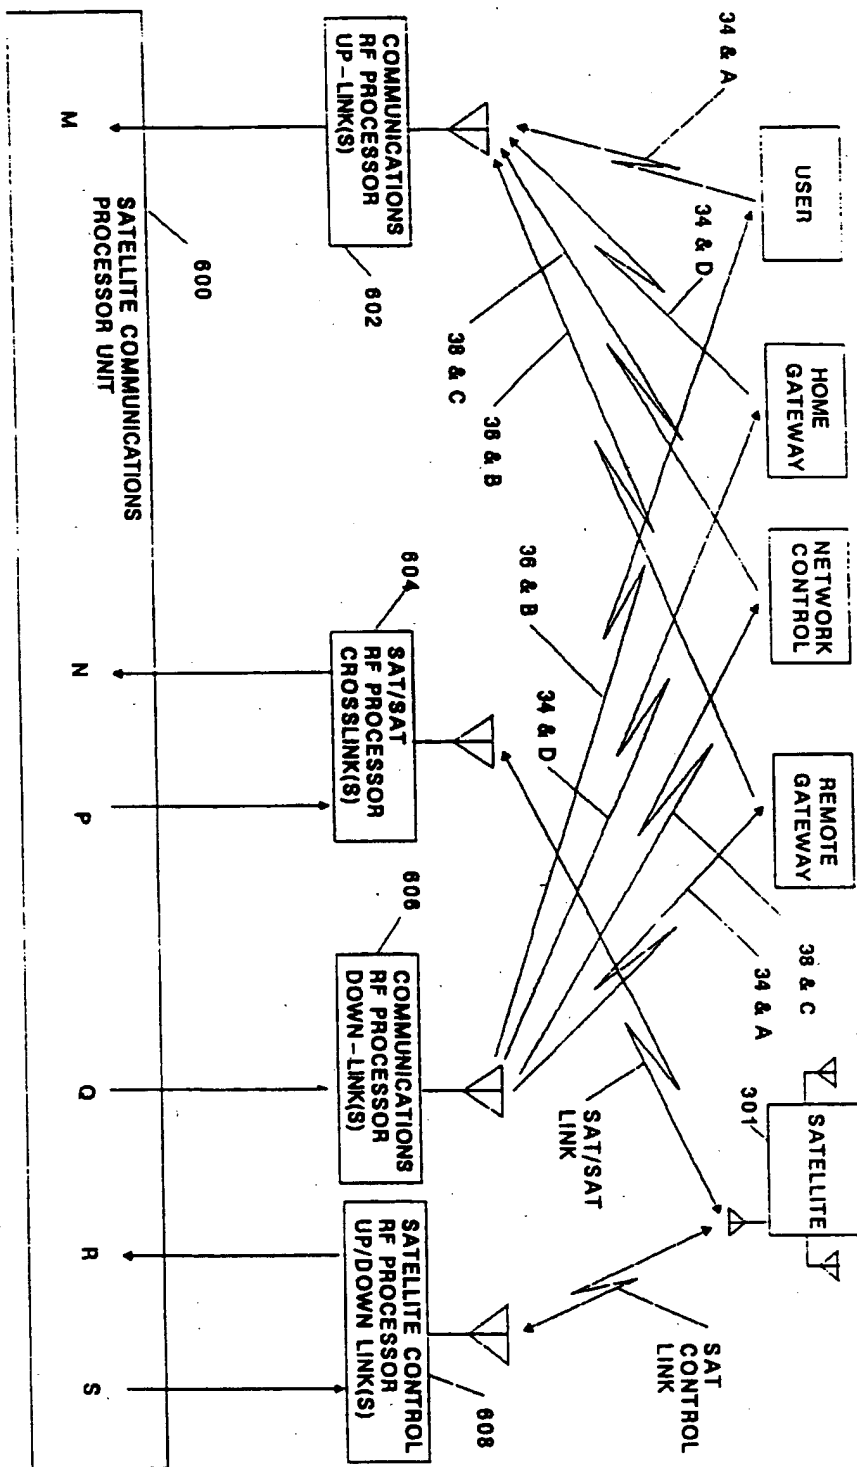 USER
HOME
GATEWAY
NETWORK
CONTROL
REMOTE
GATEWAY
SATELLITE
301
34 & A
34 & D
38 & C
34 & A
SAT
CONTROL
LINK
SAT/SAT
LINK
36 & B
34 & D
36 & B
38 & C
COMMUNICATIONS
RF PROCESSOR
UP-LINK(S)
602
604
SAT/SAT
RF PROCESSOR
CROSSLINK(S)
606
COMMUNICATIONS
RF PROCESSOR
DOWN-LINK(S)
SATELLITE CONTROL
RF PROCESSOR
UP/DOWN LINK(S)
608
600
SATELLITE COMMUNICATIONS
PROCESSOR UNIT
M
N
P
Q
R
S